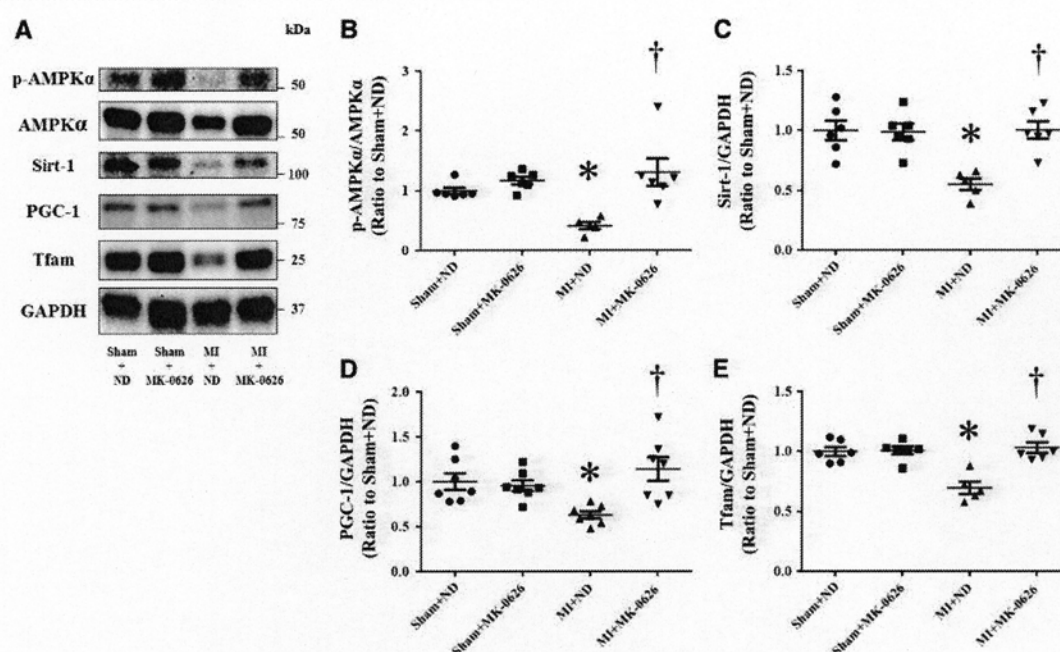 A
kDa
p-AMPKα
50
AMPKα
50
Sirt-1
100
PGC-1
75
Tfam
25
GAPDH
37
Sham + ND
Sham + MK-0626
MI + ND
MI + MK-0626
B
p-AMPKα/AMPKα
(Ratio to Sham+ND)
3
2
1
0
*
†
Sham+ND
Sham+MK-0626
MI+ND
MI+MK-0626
C
Sirt-1/GAPDH
(Ratio to Sham+ND)
1.5
1.0
0.5
0.0
*
†
Sham+ND
Sham+MK-0626
MI+ND
MI+MK-0626
D
PGC-1/GAPDH
(Ratio to Sham+ND)
2.0
1.5
1.0
0.5
0.0
*
†
Sham+ND
Sham+MK-0626
MI+ND
MI+MK-0626
E
Tfam/GAPDH
(Ratio to Sham+ND)
1.5
1.0
0.5
0.0
*
†
Sham+ND
Sham+MK-0626
MI+ND
MI+MK-0626